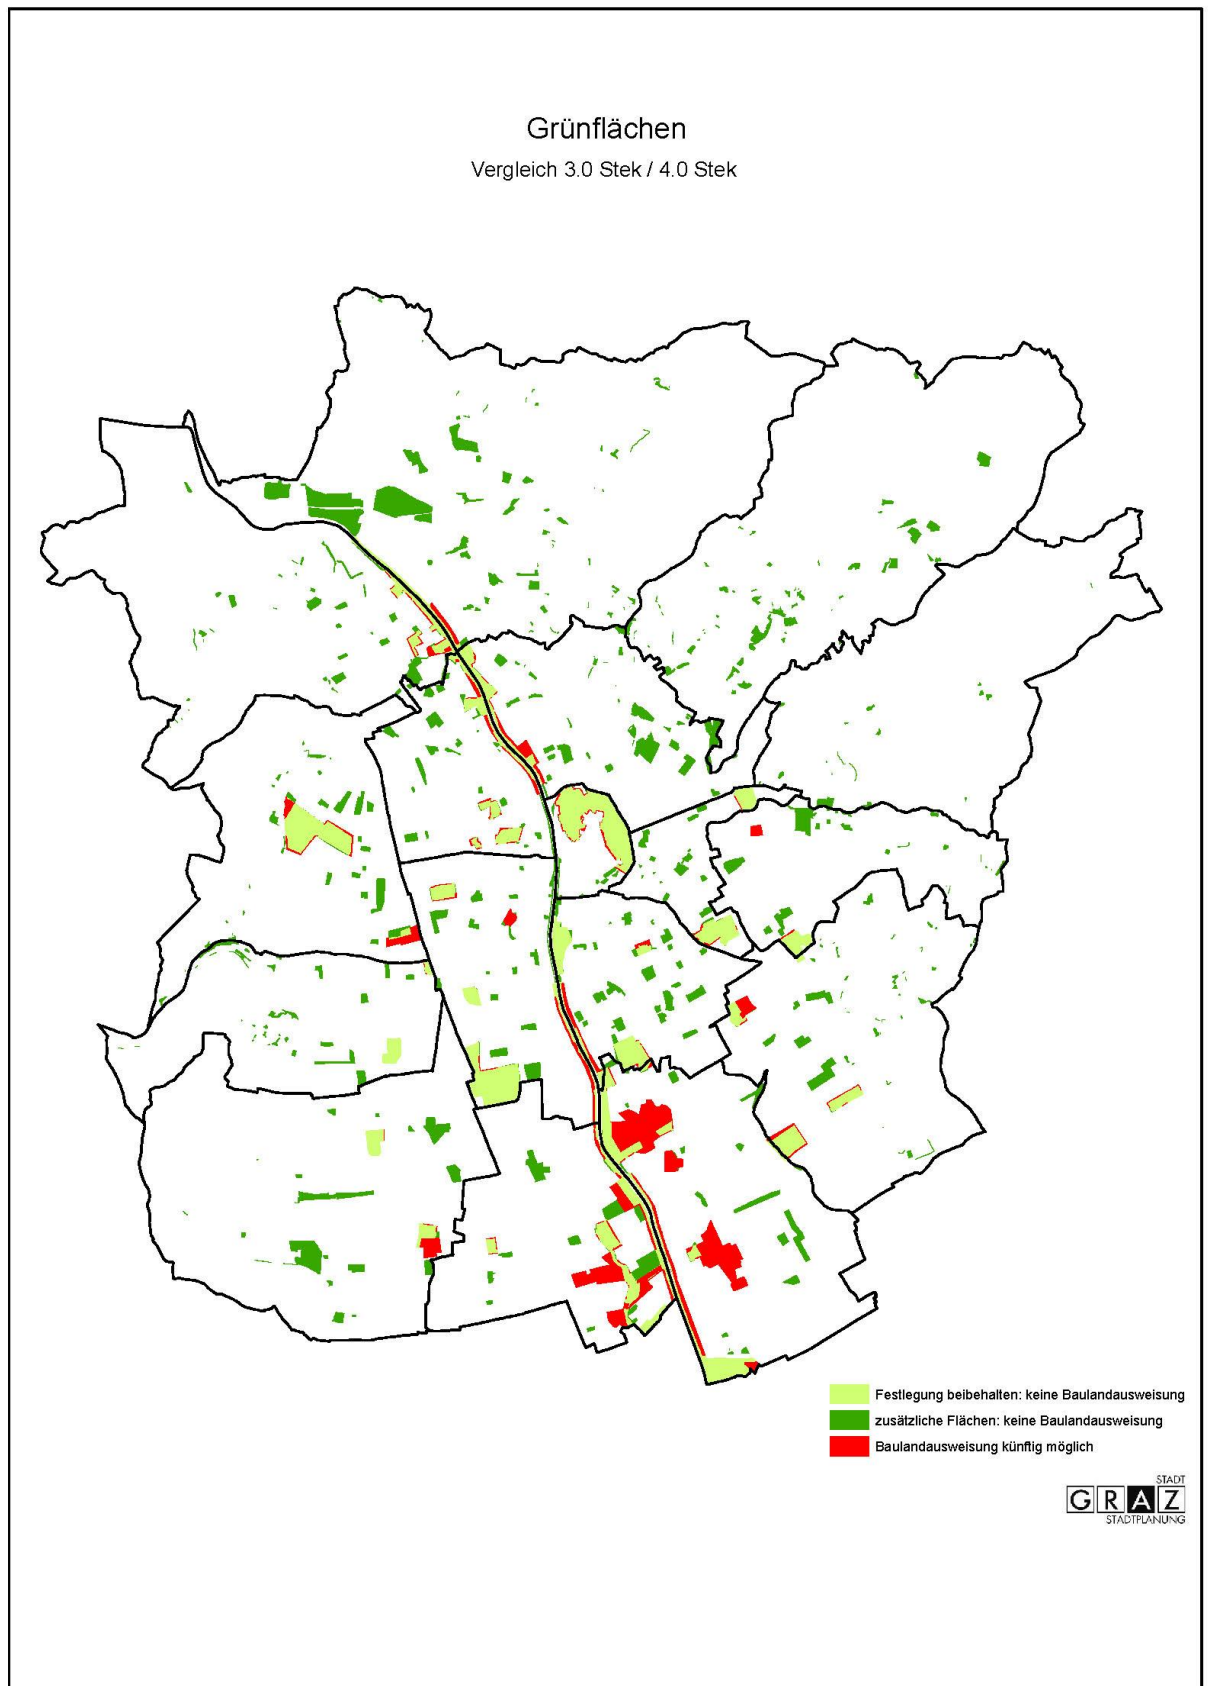 Grünflächen
Vergleich 3.0 Stek / 4.0 Stek
Festlegung beibehalten: keine Baulandausweisung
zusätzliche Flächen: keine Baulandausweisung
Baulandausweisung künftig möglich
STADT
GRAZ
STADTPLANUNG